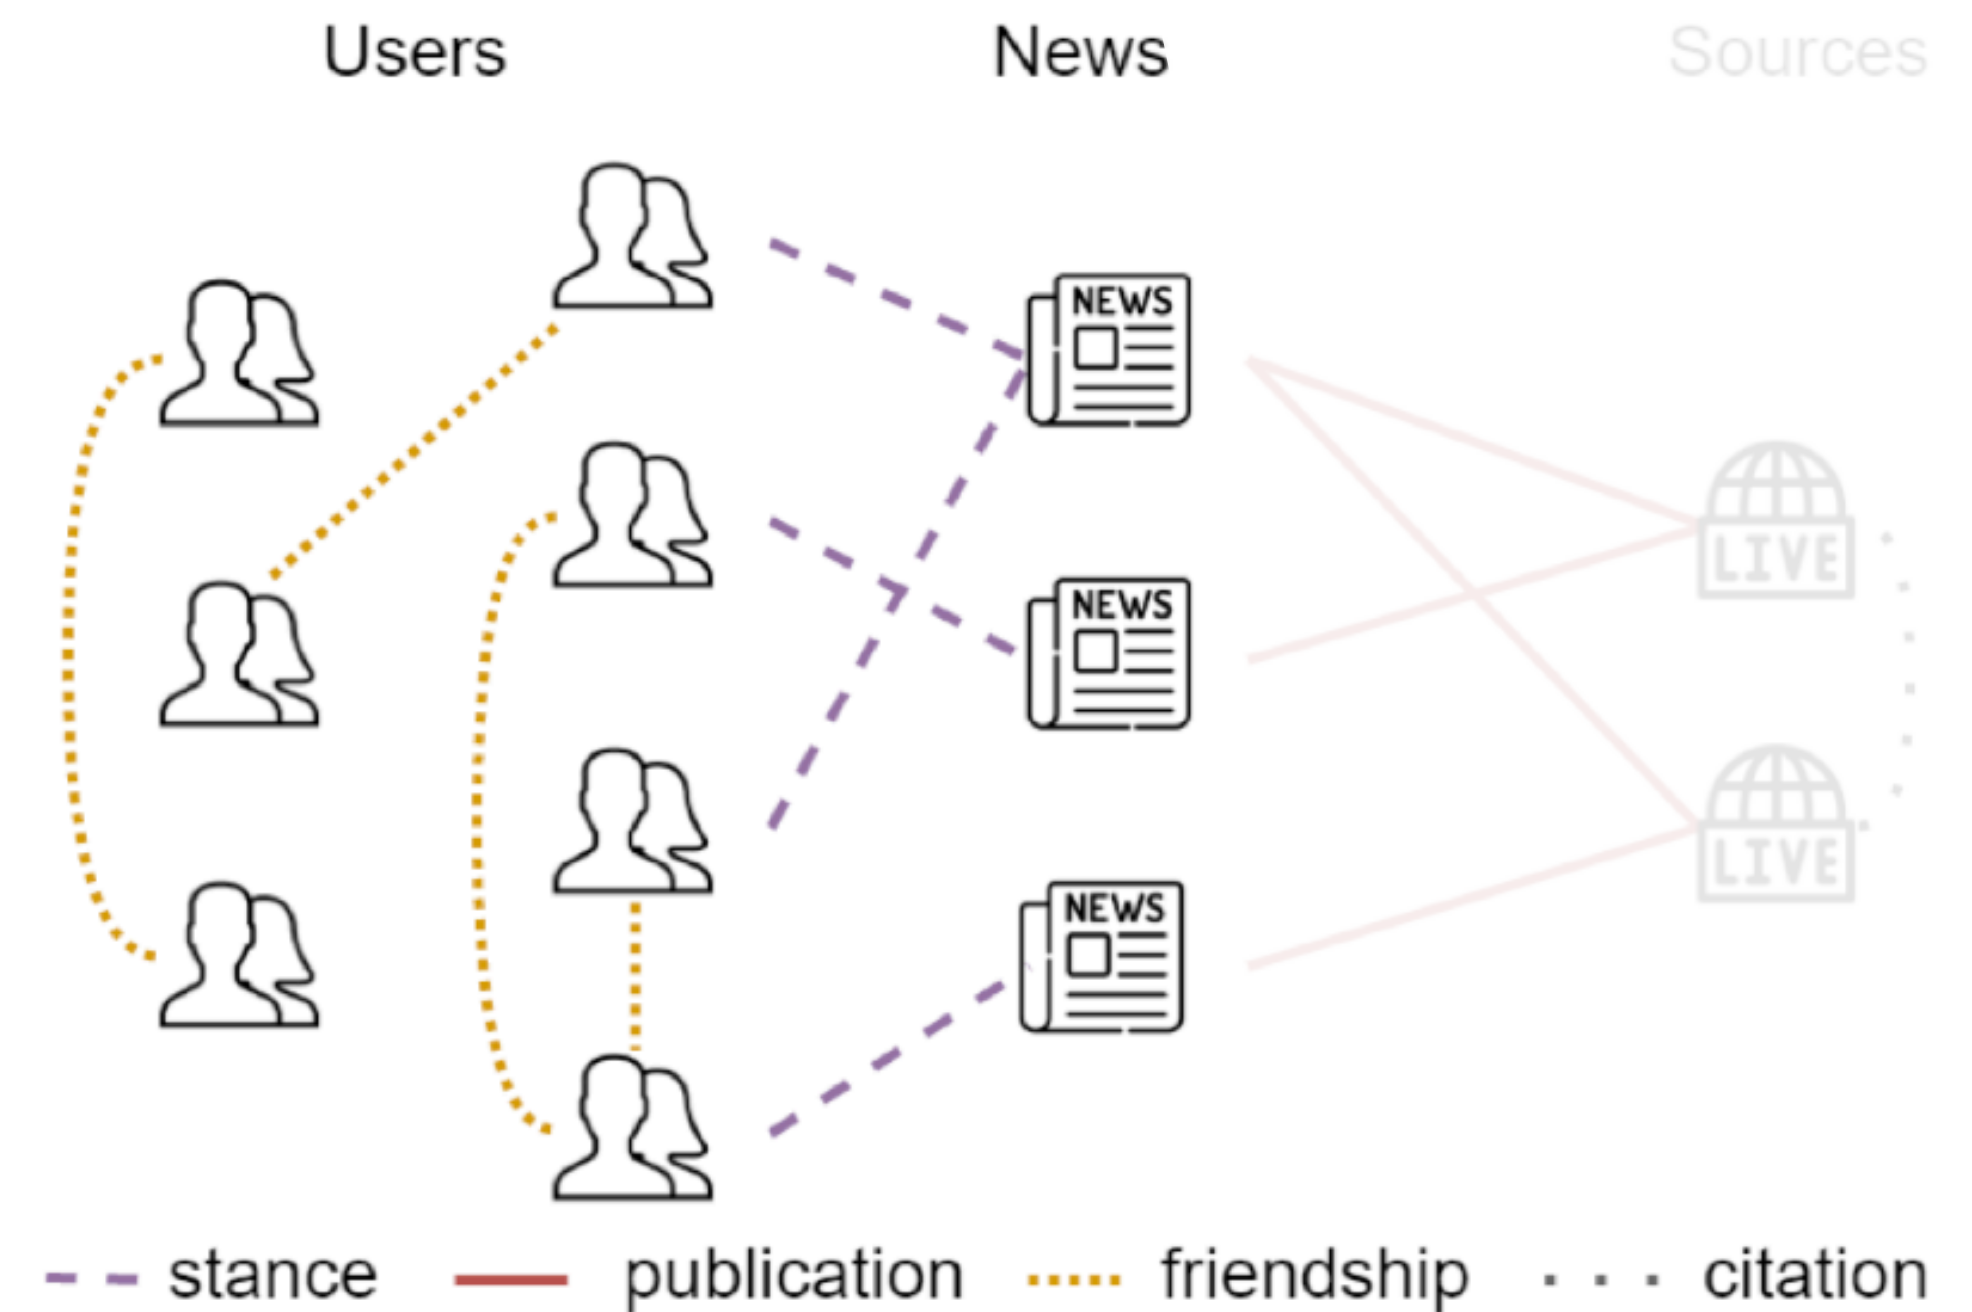 Users News Sources
NEWS
NEWS
LIVE
NEWS
LIVE
stance publication friendship citation